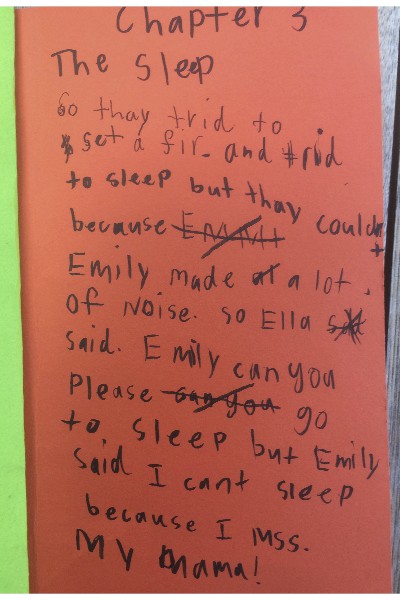 Chapter 3
The Sleep
So thay trid to
set a fir. and trid
to sleep but thay
because couldnt
Emily made a lot.
Of Noise. so Ella
said. Emily can you
Please go
to sleep but Emily
said I cant sleep
because I Mss.
My Mama!